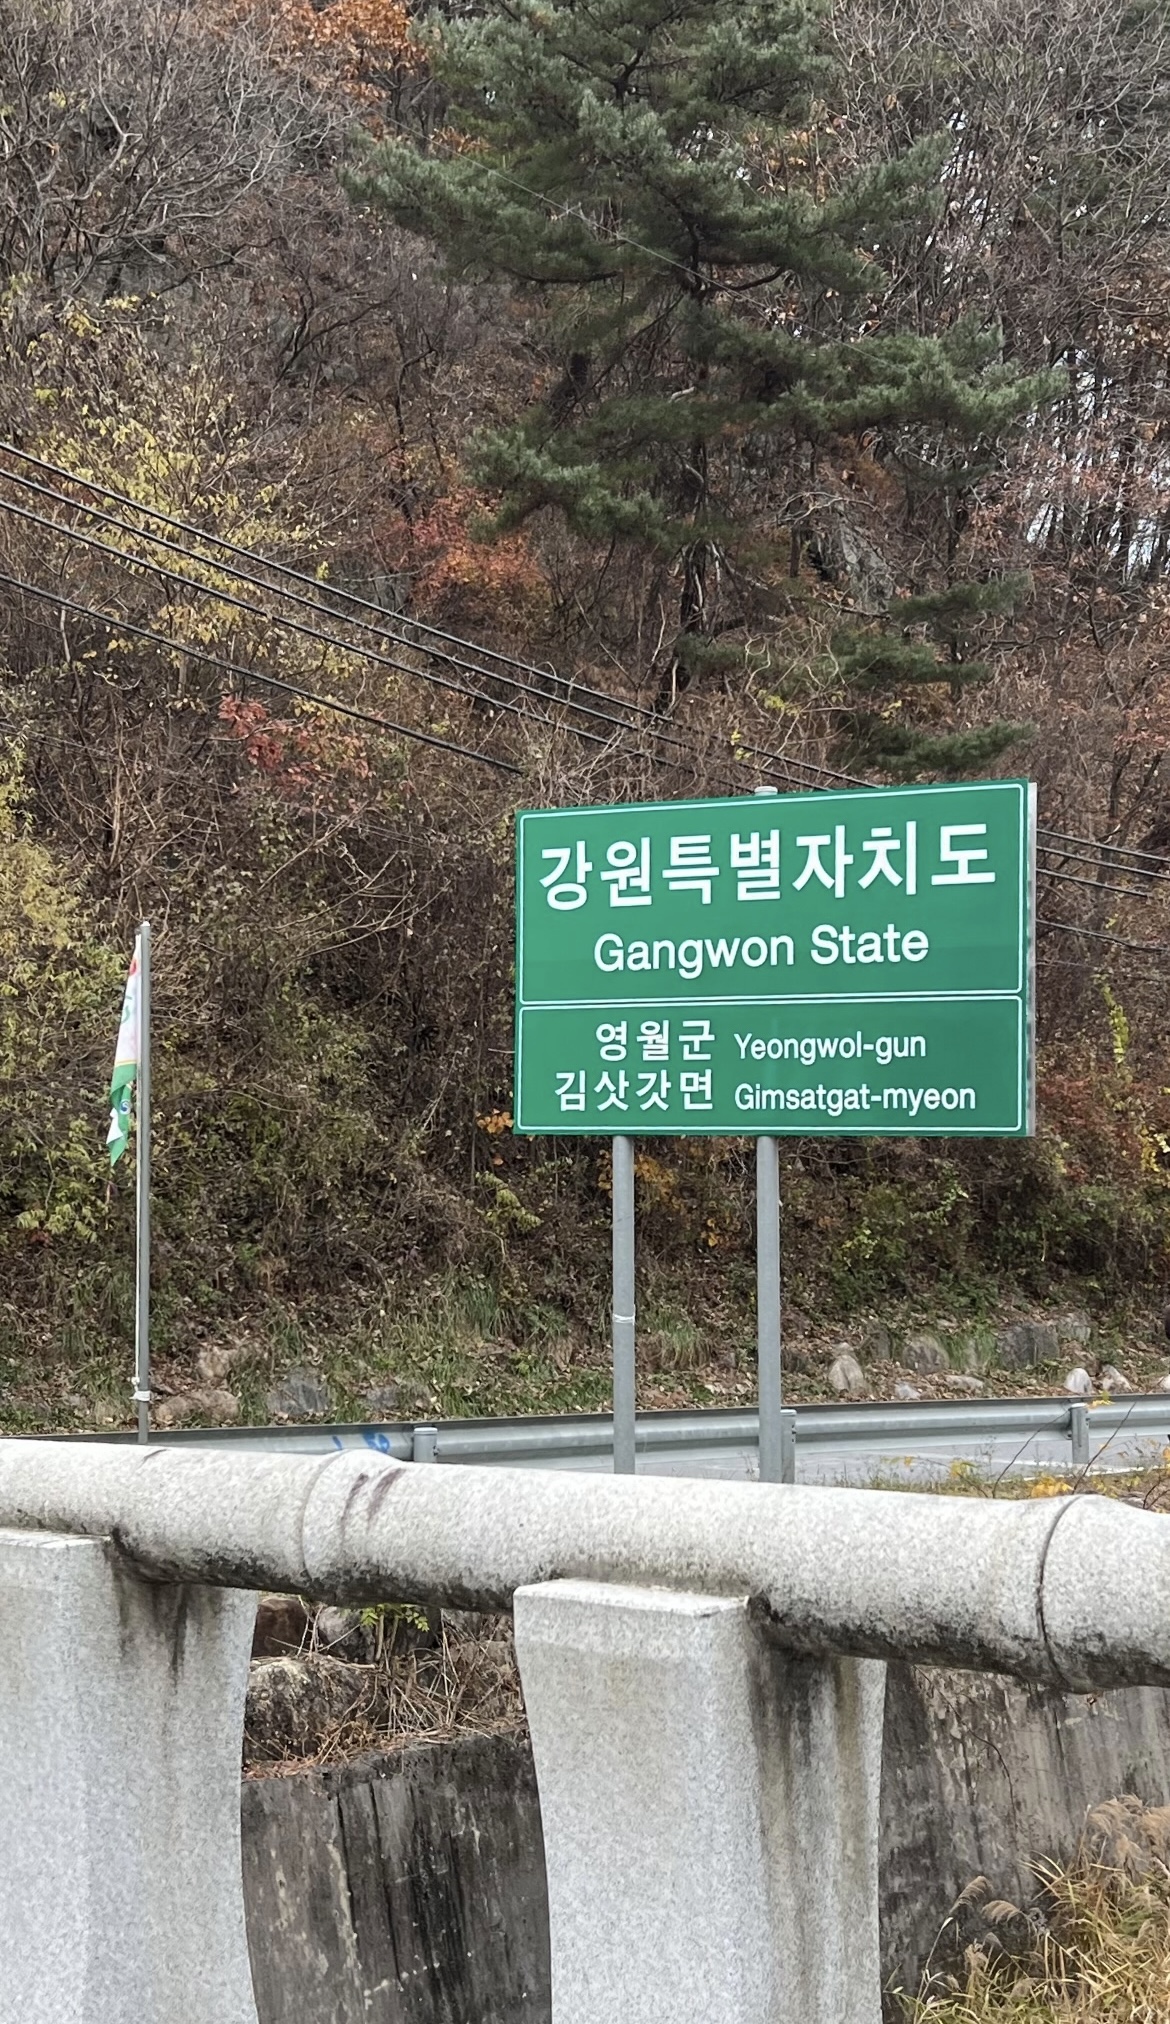 강원특별자치도
Gangwon State
영월군 Yeongwol-gun
김삿갓면 Gimsatgat-myeon